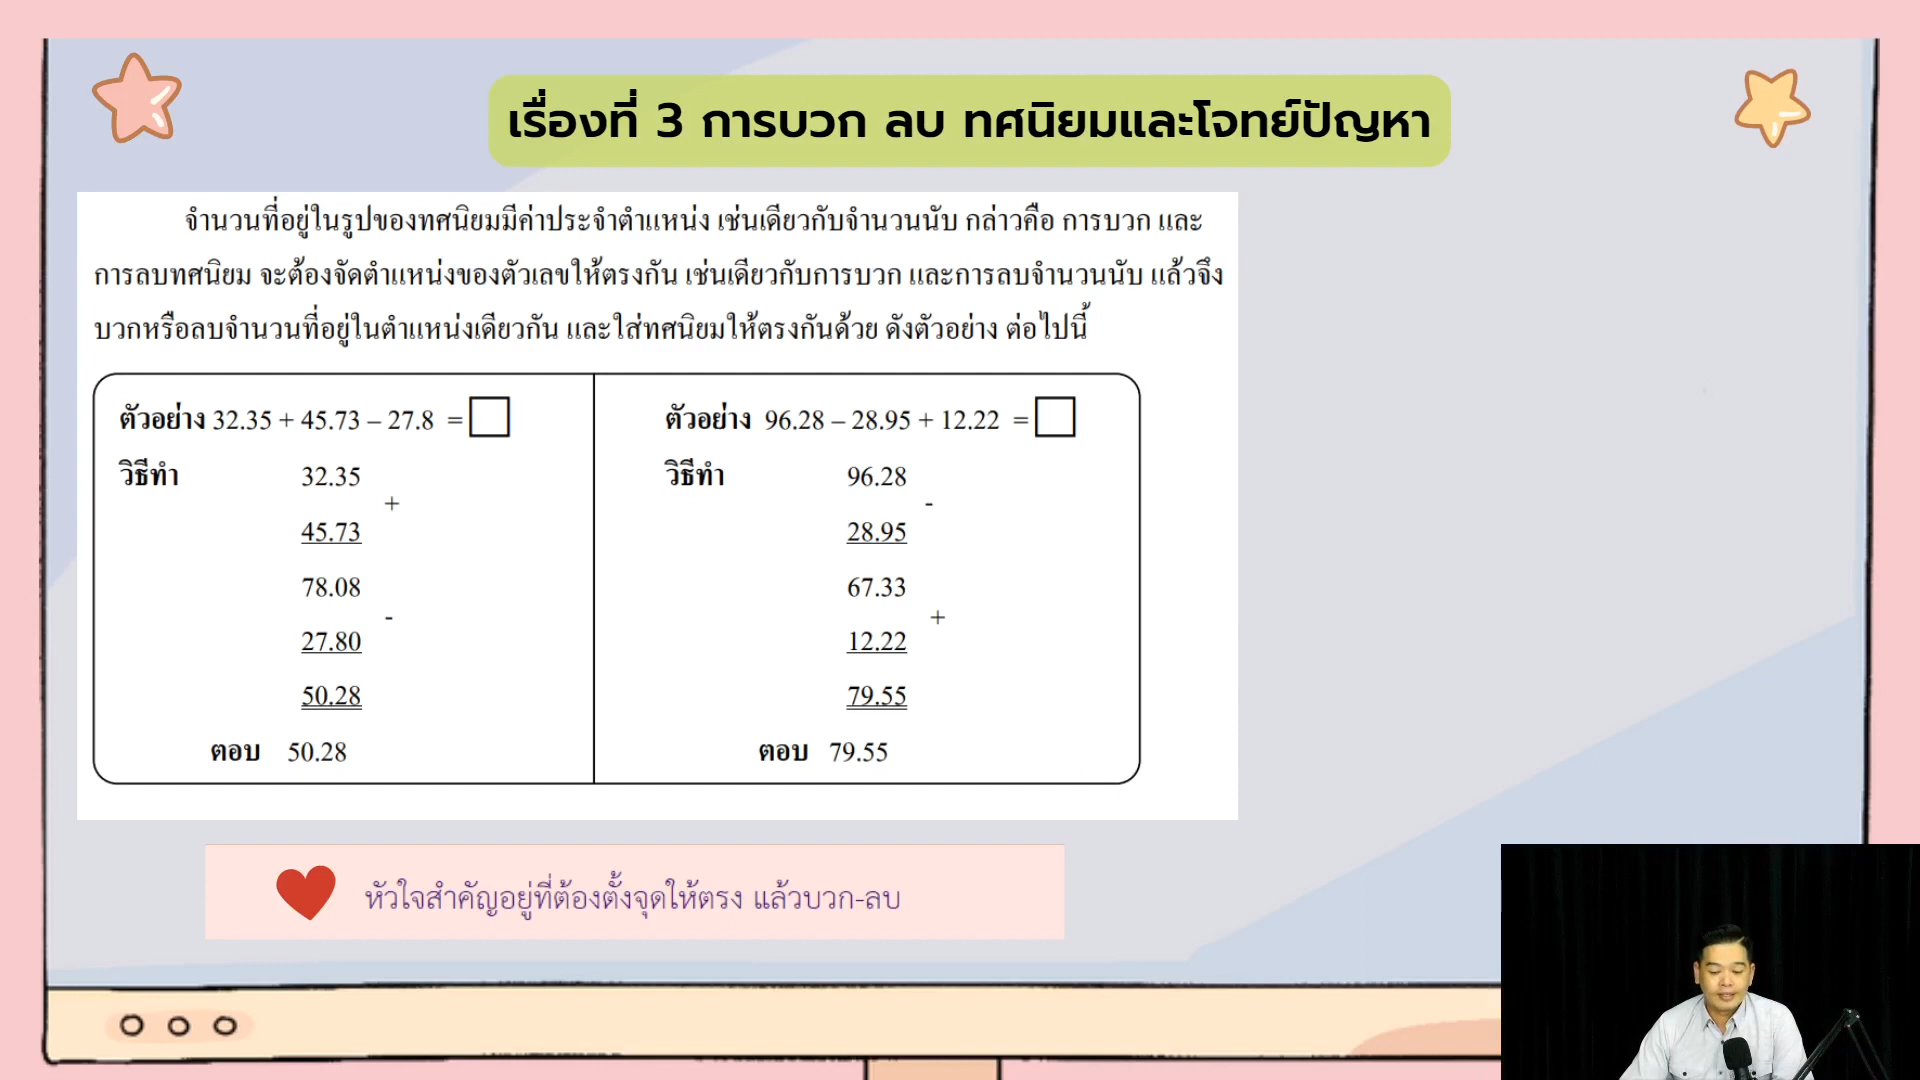 เรื่องที่ 3 การบวก ลบ ทศนิยมและโจทย์ปัญหา
จำนวนที่อยู่ในรูปของทศนิยมมีค่าประจำตำแหน่ง เช่นเดียวกับจำนวนนับ กล่าวคือ การบวก และ
การลบทศนิยม จะต้องจัดตำแหน่งของตัวเลขให้ตรงกัน เช่นเดียวกับการบวก และการลบจำนวนนับ แล้วจึง
บวกหรือลบจำนวนที่อยู่ในตำแหน่งเดียวกัน และใส่ทศนิยมให้ตรงกันด้วย ดังตัวอย่าง ต่อไปนี้
ตัวอย่าง 32.35 + 45.73 – 27.8 =
วิธีทำ 32.35
+
45.73
78.08
-
27.80
50.28
ตอบ 50.28
ตัวอย่าง 96.28 – 28.95 + 12.22 =
วิธีทำ 96.28
-
28.95
67.33
+
12.22
79.55
ตอบ 79.55
หัวใจสำคัญอยู่ที่ต้องตั้งจุดให้ตรง แล้วบวก-ลบ